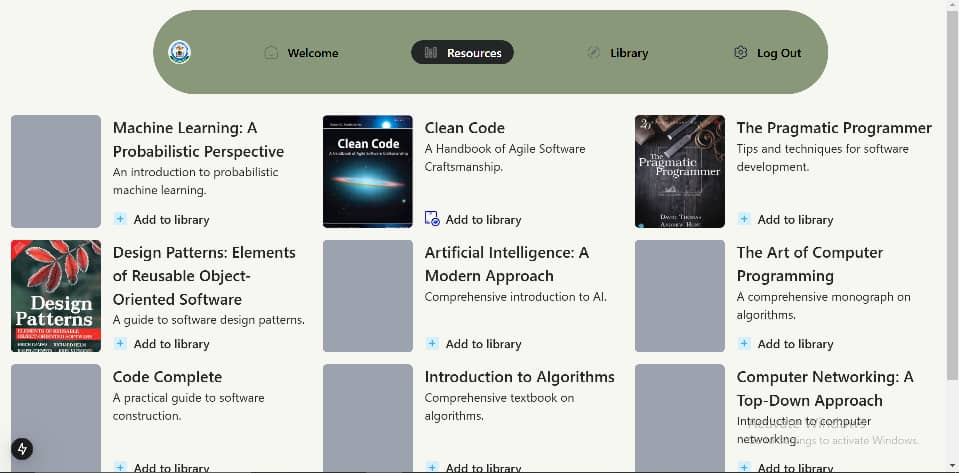 Welcome
Resources
Library
Log Out
Machine Learning: A
Probabilistic Perspective
An introduction to probabilistic
machine learning.
Add to library
Clean Code
A Handbook of Agile Software Craftsmanship
Clean Code
A Handbook of Agile Software
Craftsmanship.
Add to library
The
Pragmatic
Programmer
DAVID THOMAS
ANDREW HUNT
The Pragmatic Programmer
Tips and techniques for software
development.
Add to library
Design
Patterns
ELEMENTS OF REUSABLE
OBJECT-ORIENTED SOFTWARE
Design Patterns: Elements
of Reusable Object-
Oriented Software
A guide to software design patterns.
Add to library
Artificial Intelligence: A
Modern Approach
Comprehensive introduction to AI.
Add to library
The Art of Computer
Programming
A comprehensive monograph on
algorithms.
Add to library
Code Complete
A practical guide to software
construction.
Add to library
Introduction to Algorithms
Comprehensive textbook on
algorithms.
Add to library
Computer Networking: A
Top-Down Approach
Introduction to computer
networking.
Add to library
Activate Windows
Go to Settings to activate Windows.